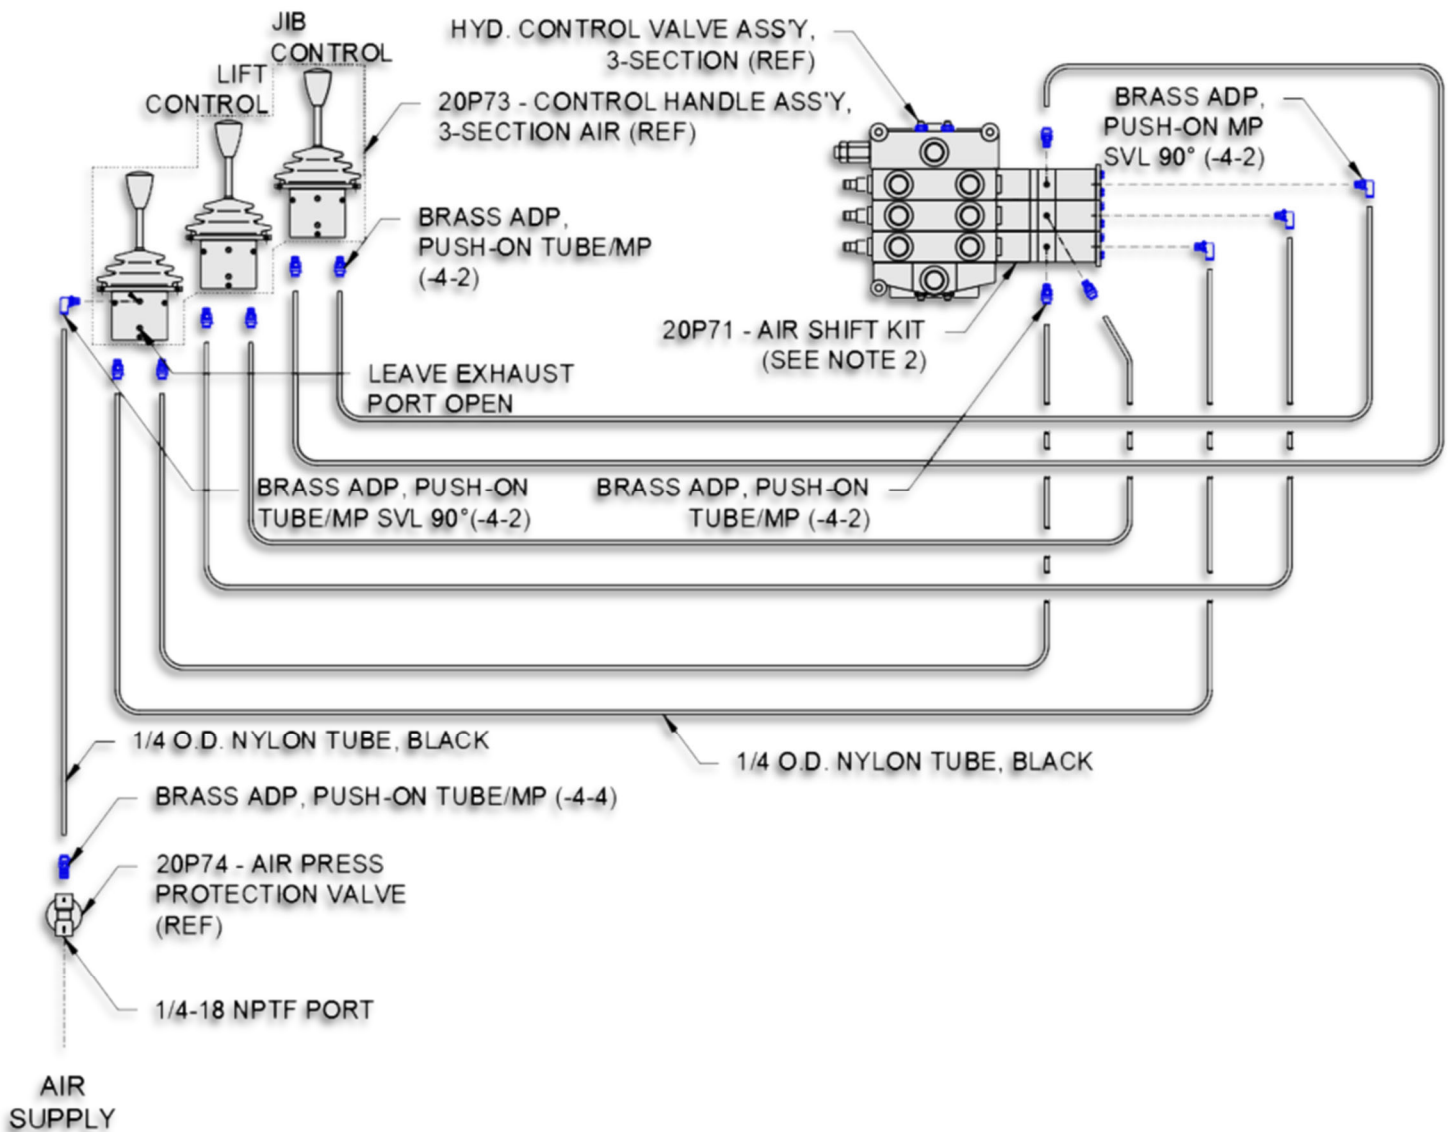 JIB
CONTROL
LIFT
CONTROL
HYD. CONTROL VALVE ASS'Y,
3-SECTION (REF)
20P73 - CONTROL HANDLE ASS'Y,
3-SECTION AIR (REF)
BRASS ADP,
PUSH-ON MP
SVL 90° (-4-2)
BRASS ADP,
PUSH-ON TUBE/MP
(-4-2)
20P71 - AIR SHIFT KIT
(SEE NOTE 2)
LEAVE EXHAUST
PORT OPEN
BRASS ADP, PUSH-ON
TUBE/MP SVL 90°(-4-2)
BRASS ADP, PUSH-ON
TUBE/MP (-4-2)
1/4 O.D. NYLON TUBE, BLACK
1/4 O.D. NYLON TUBE, BLACK
BRASS ADP, PUSH-ON TUBE/MP (-4-4)
20P74 - AIR PRESS
PROTECTION VALVE
(REF)
1/4-18 NPTF PORT
AIR
SUPPLY